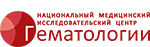 НАЦИОНАЛЬНЫЙ МЕДИЦИНСКИЙ
ИССЛЕДОВАТЕЛЬСКИЙ ЦЕНТР
Гематологии